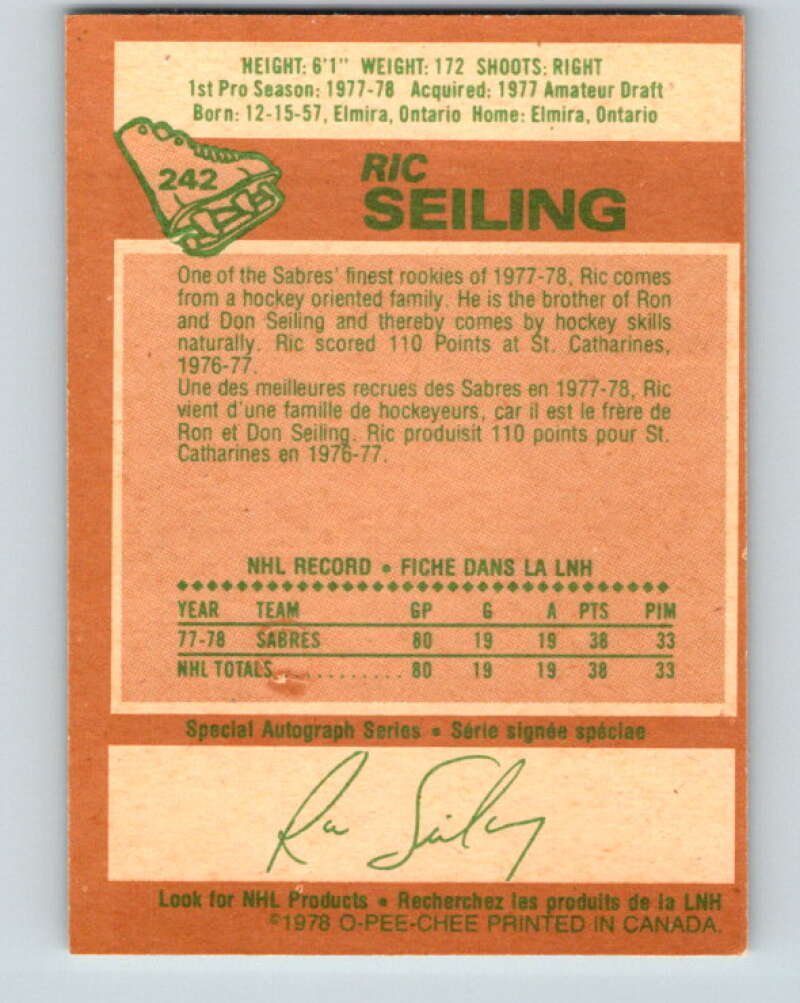 HEIGHT: 6'1" WEIGHT: 172 SHOOTS: RIGHT
1st Pro Season: 1977-78 Acquired: 1977 Amateur Draft
Born: 12-15-57, Elmira, Ontario Home: Elmira, Ontario
242
RIC
SEILING
One of the Sabres' finest rookies of 1977-78, Ric comes
from a hockey oriented family. He is the brother of Ron
and Don Seiling and thereby comes by hockey skills
naturally. Ric scored 110 Points at St. Catharines,
1976-77.
Une des meilleures recrues des Sabres en 1977-78, Ric
vient d'une famille de hockeyeurs, car il est le frère de
Ron et Don Seiling. Ric produisit 110 points pour St.
Catharines en 1976-77.
NHL RECORD • FICHE DANS LA LNH
YEAR TEAM GP G A PTS PIM
77-78 SABRES 80 19 19 38 33
NHL TOTALS............ 80 19 19 38 33
Special Autograph Series • Série signée spéciae
Ric Seiling
Look for NHL Products • Recherchez les produits de la LNH
©1978 O-PEE-CHEE PRINTED IN CANADA.